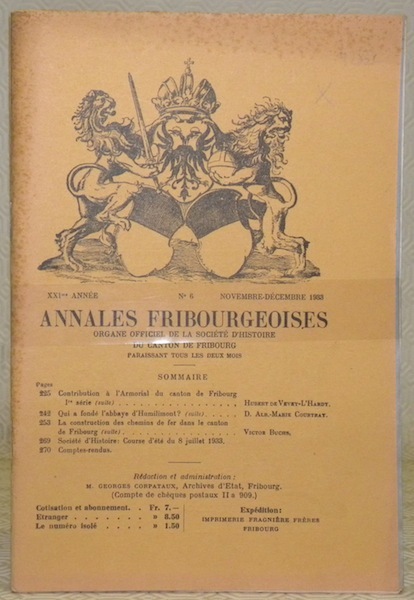 XXIme ANNÉE No 6 NOVEMBRE-DÉCEMBRE 1933
ANNALES FRIBOURGEOISES
ORGANE OFFICIEL DE LA SOCIÉTÉ D'HISTOIRE
DU CANTON DE FRIBOURG
PARAISSANT TOUS LES DEUX MOIS
SOMMAIRE
Pages
225 Contribution à l'Armorial du canton de Fribourg
1re série (suite) . . . . . . . . . . . . . . . . HUBERT DE VEVEY-L'HARDY.
242 Qui a fondé l'abbaye d'Humilimont? (suite) . . . . . D. ALB.-MARIE COURTRAY.
253 La construction des chemins de fer dans le canton
de Fribourg (suite) . . . . . . . . . . . . . . . VICTOR BUCHS.
269 Société d'Histoire: Course d'été du 8 juillet 1933.
270 Comptes-rendus.
Rédaction et administration :
M. GEORGES CORPATAUX, Archives d'Etat, Fribourg.
(Compte de chèques postaux II a 909.)
Cotisation et abonnement . . Fr. 7.—
Etranger . . . . . . . » 8.50
Le numéro isolé . . . . » 1.50
Expédition:
IMPRIMERIE FRAGNIÈRE FRÈRES
FRIBOURG